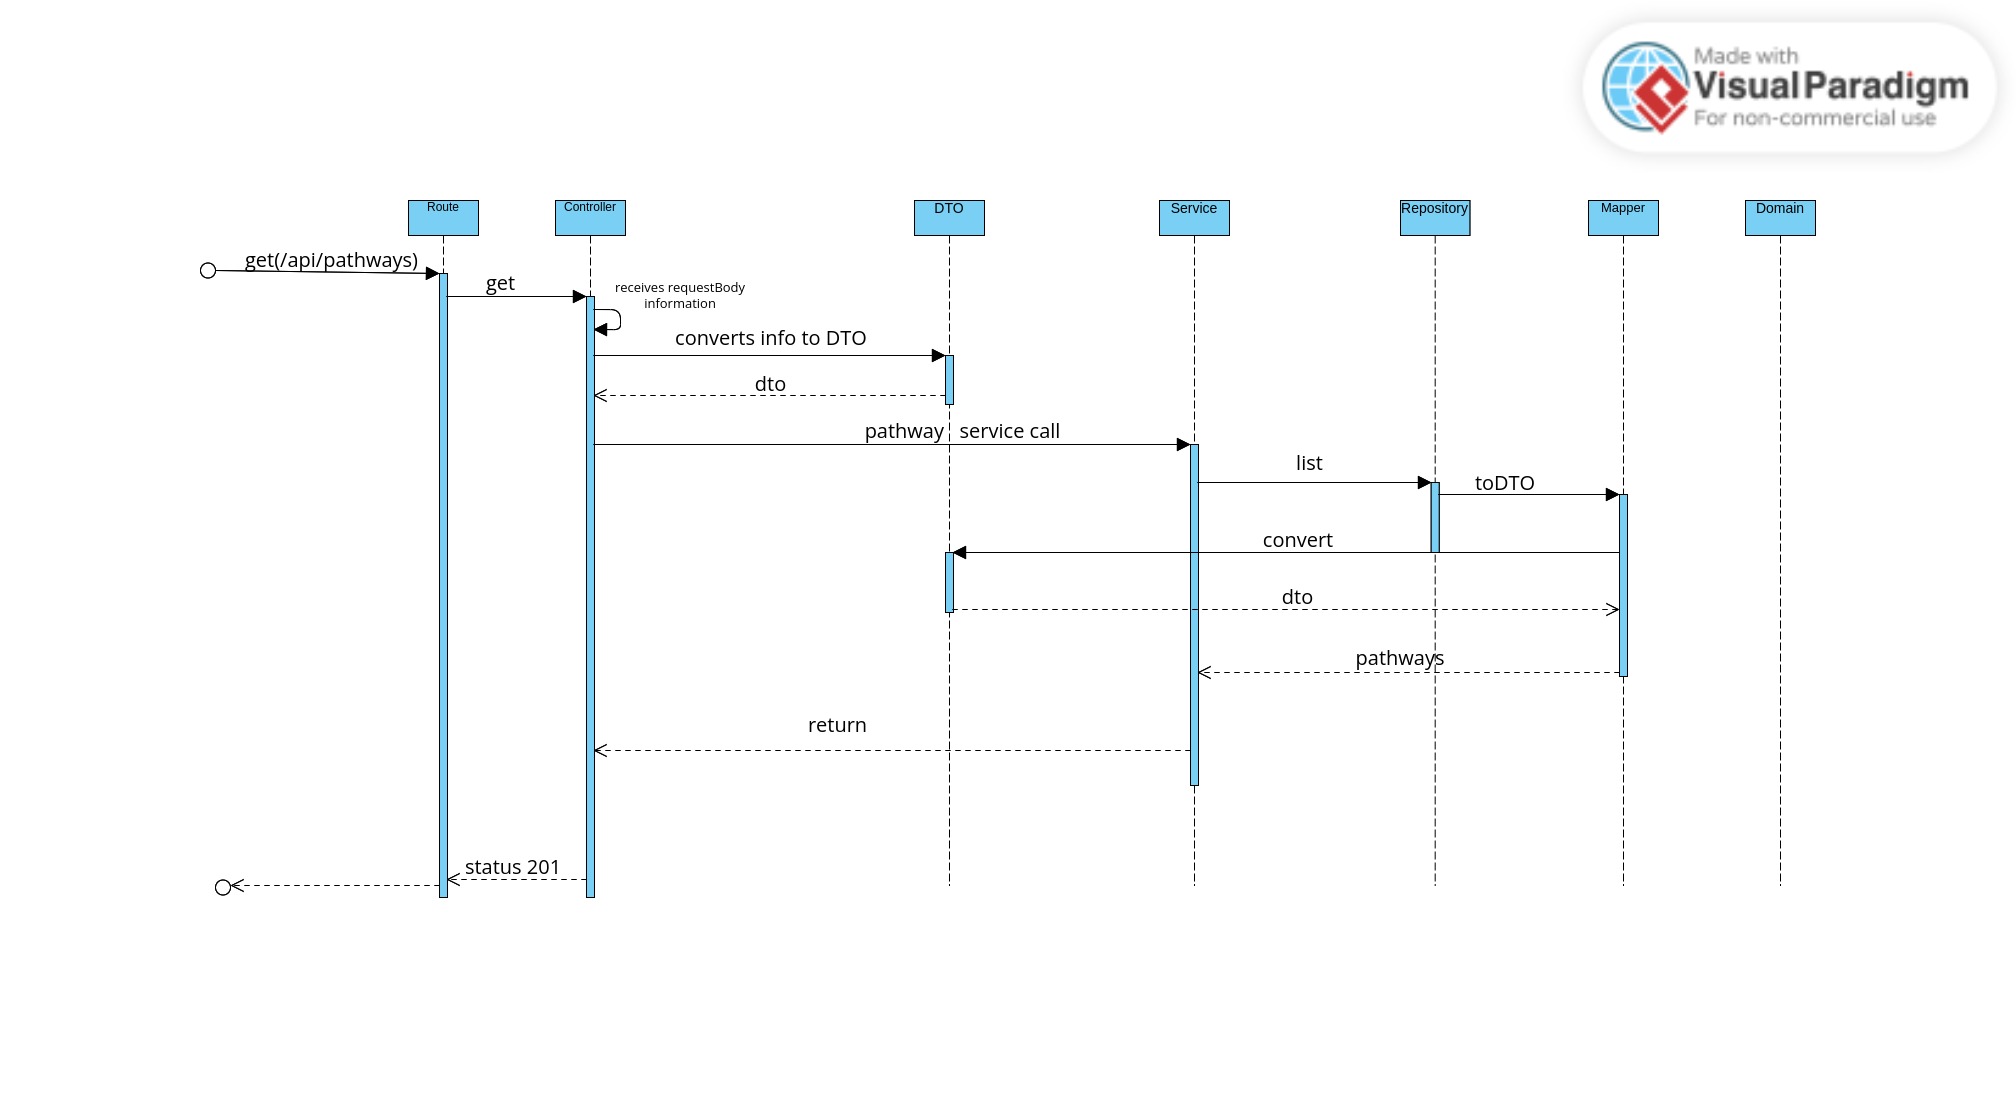 Made with
Visual Paradigm
For non-commercial use
Route
Controller
DTO
Service
Repository
Mapper
Domain
get(/api/pathways)
get
receives requestBody
information
converts info to DTO
dto
pathway service call
list
toDTO
convert
dto
pathways
return
status 201